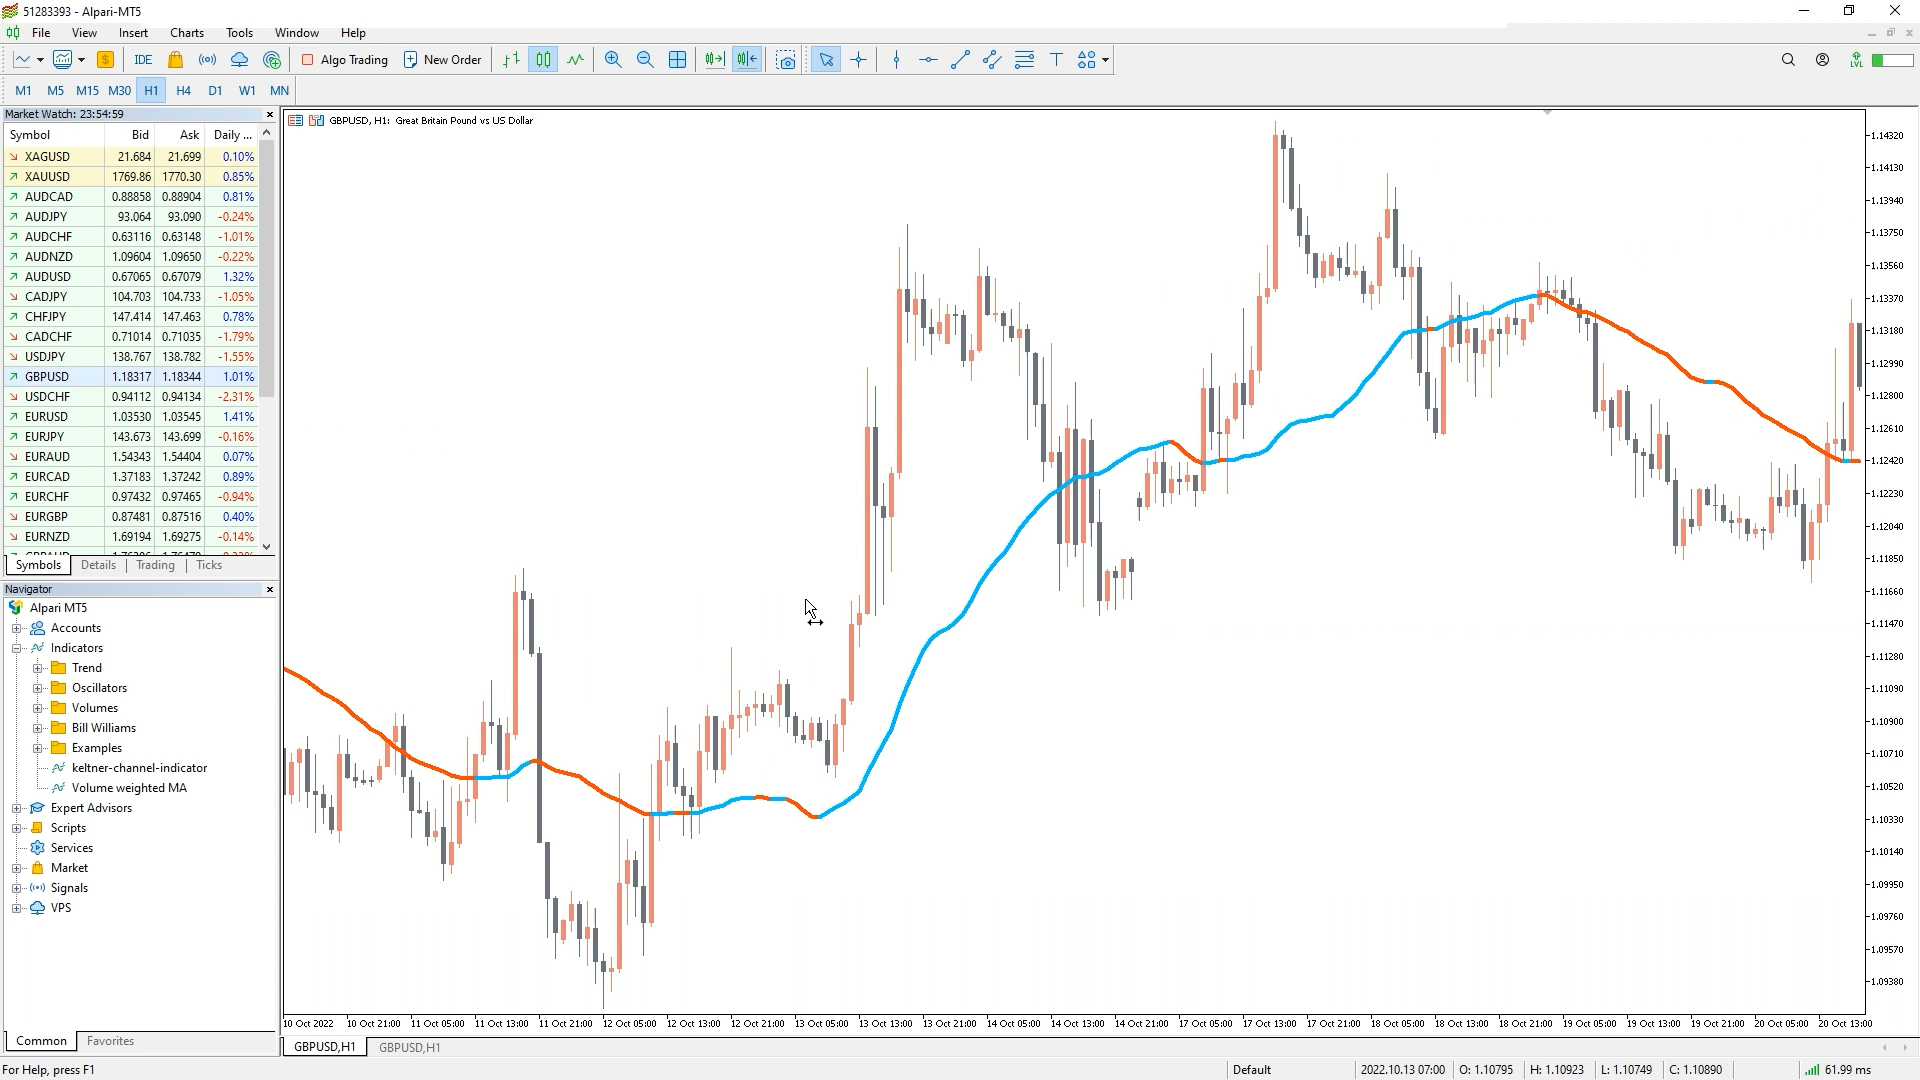 51283393 - Alpari-MT5
File View Insert Charts Tools Window Help
IDE Algo Trading New Order LVL
M1 M5 M15 M30 H1 H4 D1 W1 MN
Market Watch: 23:54:59
Symbol Bid Ask Daily ...
XAGUSD 21.684 21.699 0.10%
XAUUSD 1769.86 1770.30 0.85%
AUDCAD 0.88858 0.88904 0.81%
AUDJPY 93.064 93.090 -0.24%
AUDCHF 0.63116 0.63148 -1.01%
AUDNZD 1.09604 1.09650 -0.22%
AUDUSD 0.67065 0.67079 1.32%
CADJPY 104.703 104.733 -1.05%
CHFJPY 147.414 147.463 0.78%
CADCHF 0.71014 0.71035 -1.79%
USDJPY 138.767 138.782 -1.55%
GBPUSD 1.18317 1.18344 1.01%
USDCHF 0.94112 0.94134 -2.31%
EURUSD 1.03530 1.03545 1.41%
EURJPY 143.673 143.699 -0.16%
EURAUD 1.54343 1.54404 0.07%
EURCAD 1.37183 1.37242 0.89%
EURCHF 0.97432 0.97465 -0.94%
EURGBP 0.87481 0.87516 0.40%
EURNZD 1.69194 1.69275 -0.14%
Symbols Details Trading Ticks
Navigator
Alpari MT5
Accounts
Indicators
Trend
Oscillators
Volumes
Bill Williams
Examples
keltner-channel-indicator
Volume weighted MA
Expert Advisors
Scripts
Services
Market
Signals
VPS
Common Favorites
GBPUSD, H1: Great Britain Pound vs US Dollar
1.14320
1.14130
1.13940
1.13750
1.13560
1.13370
1.13180
1.12990
1.12800
1.12610
1.12420
1.12230
1.12040
1.11850
1.11660
1.11470
1.11280
1.11090
1.10900
1.10710
1.10520
1.10330
1.10140
1.09950
1.09760
1.09570
1.09380
10 Oct 2022 10 Oct 21:00 11 Oct 05:00 11 Oct 13:00 11 Oct 21:00 12 Oct 05:00 12 Oct 13:00 12 Oct 21:00 13 Oct 05:00 13 Oct 13:00 13 Oct 21:00 14 Oct 05:00 14 Oct 13:00 14 Oct 21:00 17 Oct 05:00 17 Oct 13:00 17 Oct 21:00 18 Oct 05:00 18 Oct 13:00 18 Oct 21:00 19 Oct 05:00 19 Oct 13:00 19 Oct 21:00 20 Oct 05:00 20 Oct 13:00
GBPUSD,H1 GBPUSD,H1
For Help, press F1 Default 2022.10.13 07:00 O: 1.10795 H: 1.10923 L: 1.10749 C: 1.10890 61.99 ms